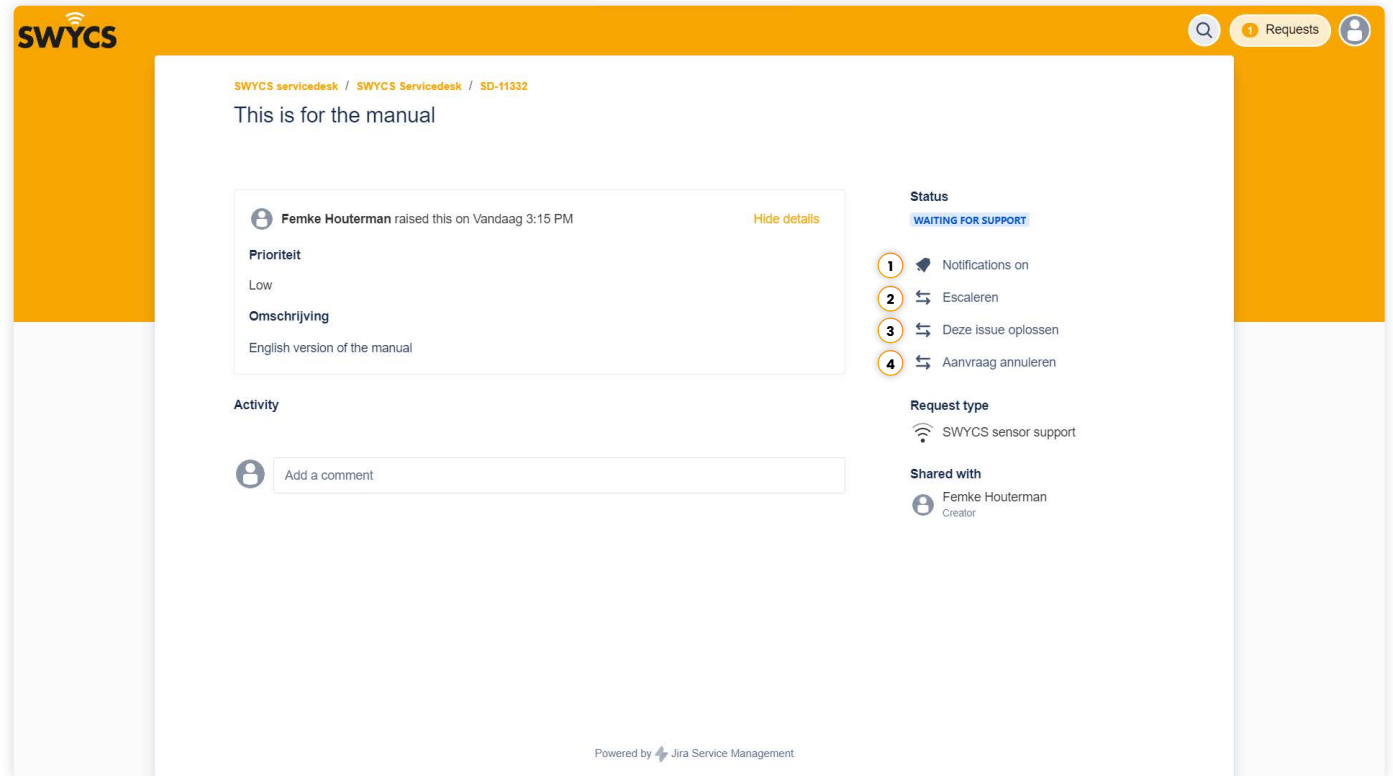 SWYCS
1 Requests
SWYCS servicedesk / SWYCS Servicedesk / SD-11332
This is for the manual
Femke Houterman raised this on Vandaag 3:15 PM
Hide details
Prioriteit
Low
Omschrijving
English version of the manual
Activity
Add a comment
Status
WAITING FOR SUPPORT
1 Notifications on
2 Escaleren
3 Deze issue oplossen
4 Aanvraag annuleren
Request type
SWYCS sensor support
Shared with
Femke Houterman
Creator
Powered by Jira Service Management